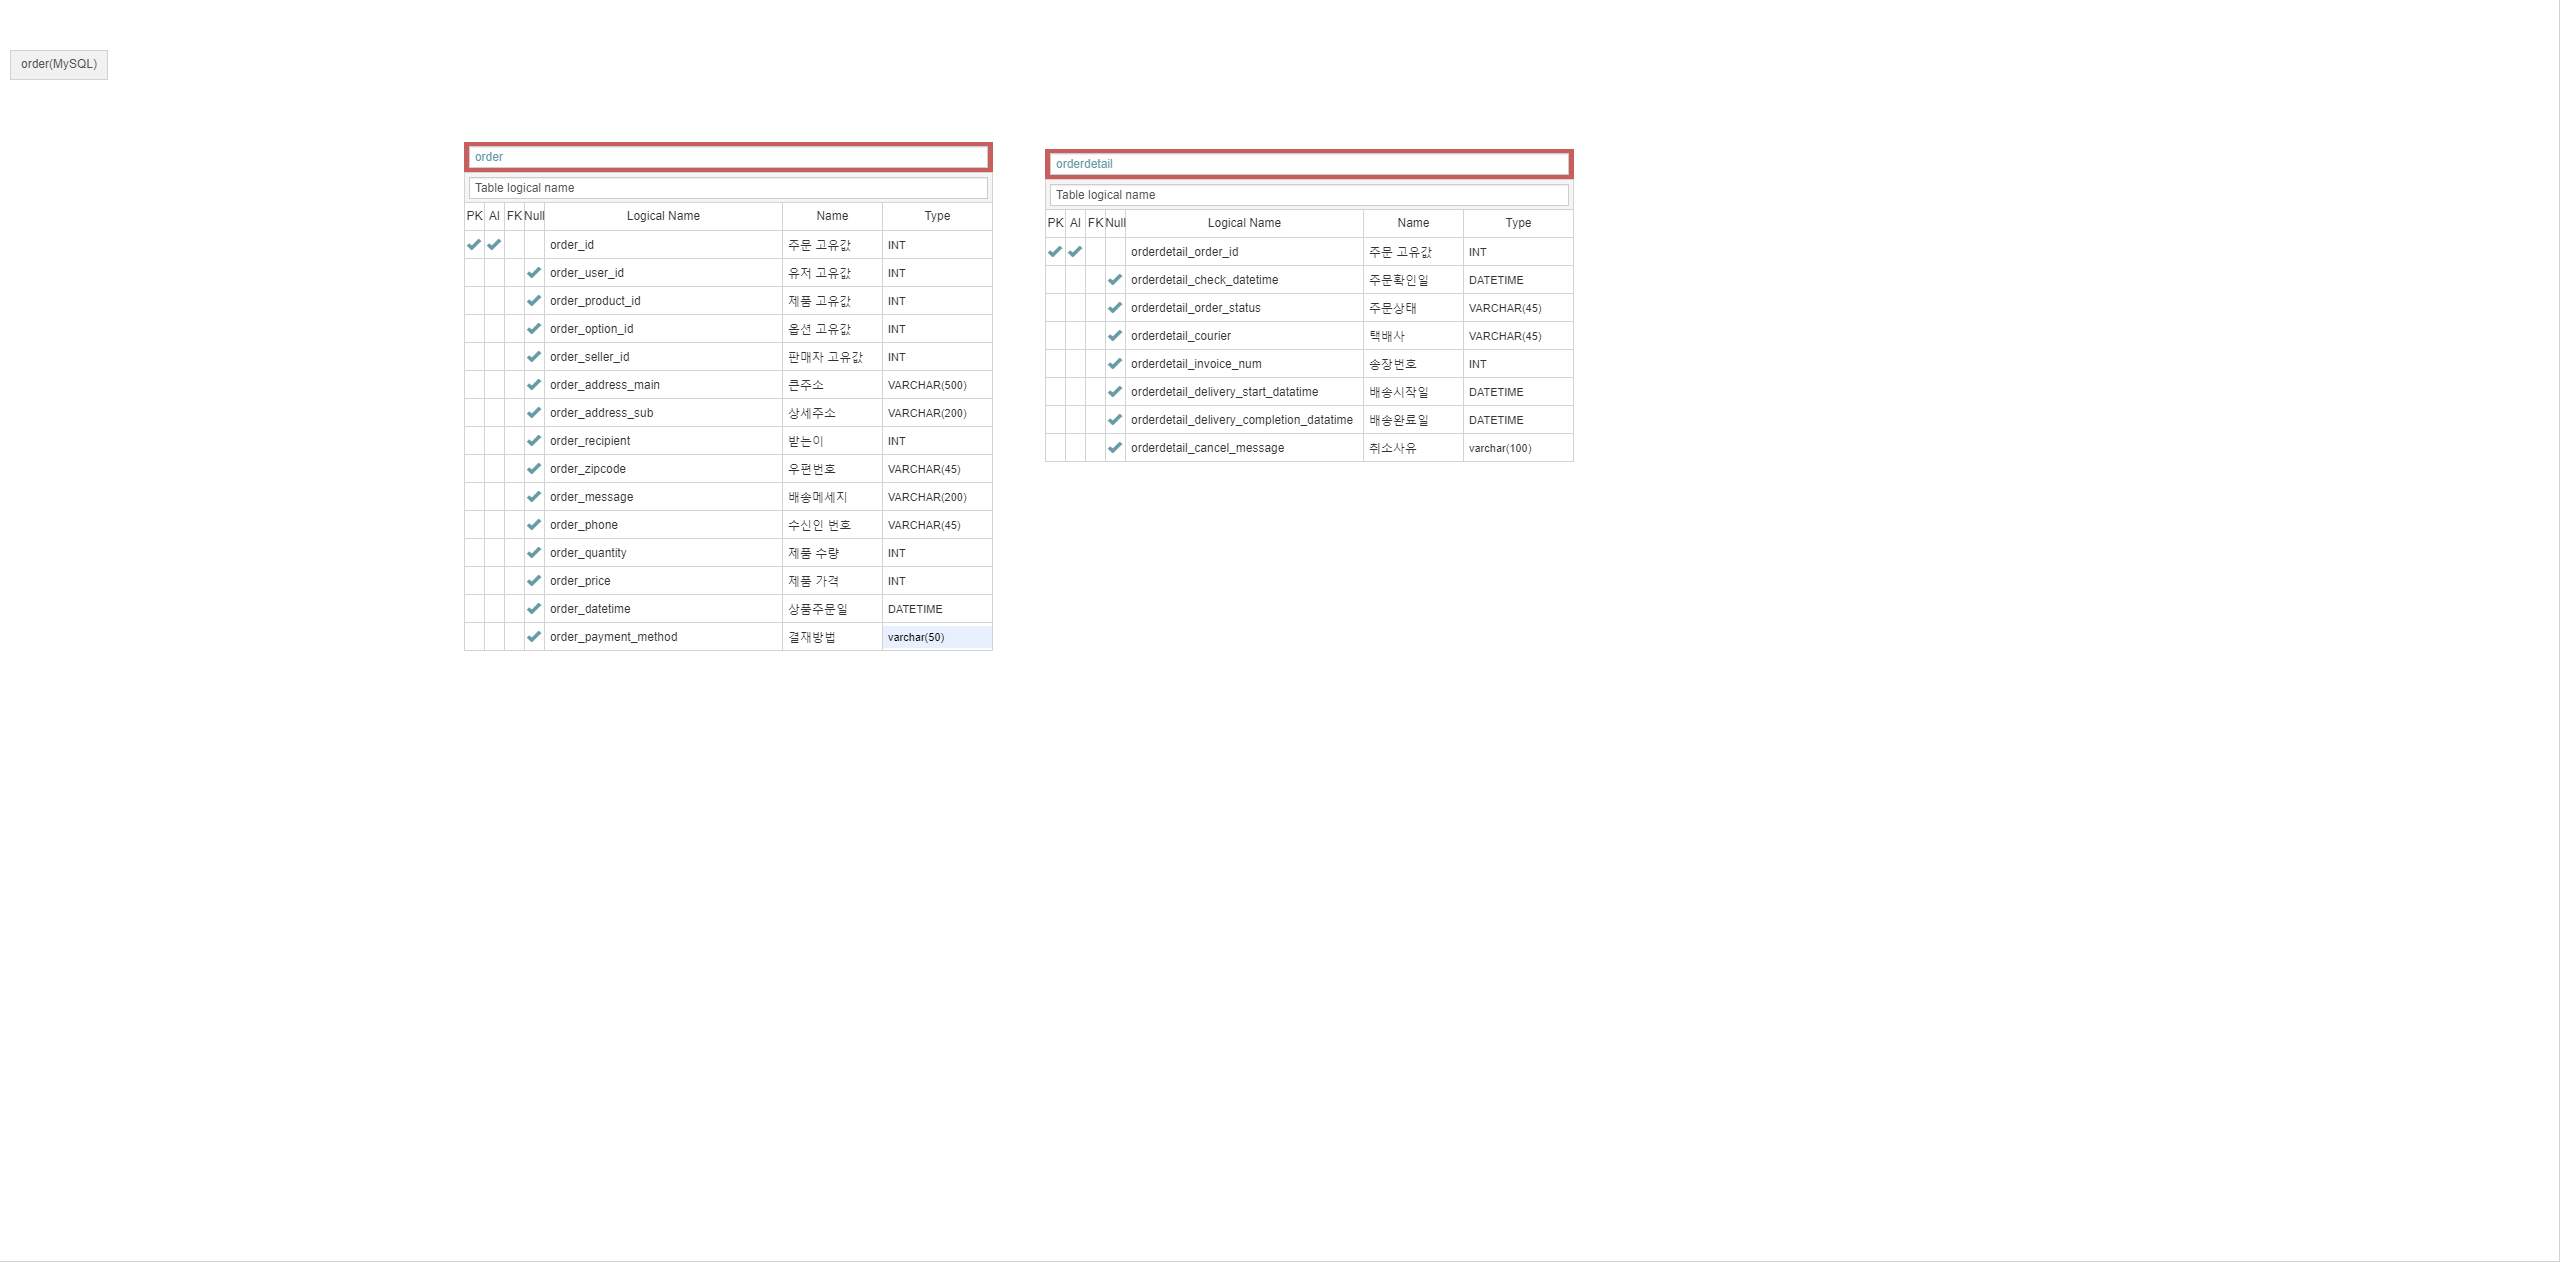 order(MySQL)
order
Table logical name
PK AI FK Null Logical Name Name Type
order_id 주문 고유값 INT
order_user_id 유저 고유값 INT
order_product_id 제품 고유값 INT
order_option_id 옵션 고유값 INT
order_seller_id 판매자 고유값 INT
order_address_main 큰주소 VARCHAR(500)
order_address_sub 상세주소 VARCHAR(200)
order_recipient 받는이 INT
order_zipcode 우편번호 VARCHAR(45)
order_message 배송메세지 VARCHAR(200)
order_phone 수신인 번호 VARCHAR(45)
order_quantity 제품 수량 INT
order_price 제품 가격 INT
order_datetime 상품주문일 DATETIME
order_payment_method 결재방법 varchar(50)
orderdetail
Table logical name
PK AI FK Null Logical Name Name Type
orderdetail_order_id 주문 고유값 INT
orderdetail_check_datetime 주문확인일 DATETIME
orderdetail_order_status 주문상태 VARCHAR(45)
orderdetail_courier 택배사 VARCHAR(45)
orderdetail_invoice_num 송장번호 INT
orderdetail_delivery_start_datatime 배송시작일 DATETIME
orderdetail_delivery_completion_datatime 배송완료일 DATETIME
orderdetail_cancel_message 취소사유 varchar(100)